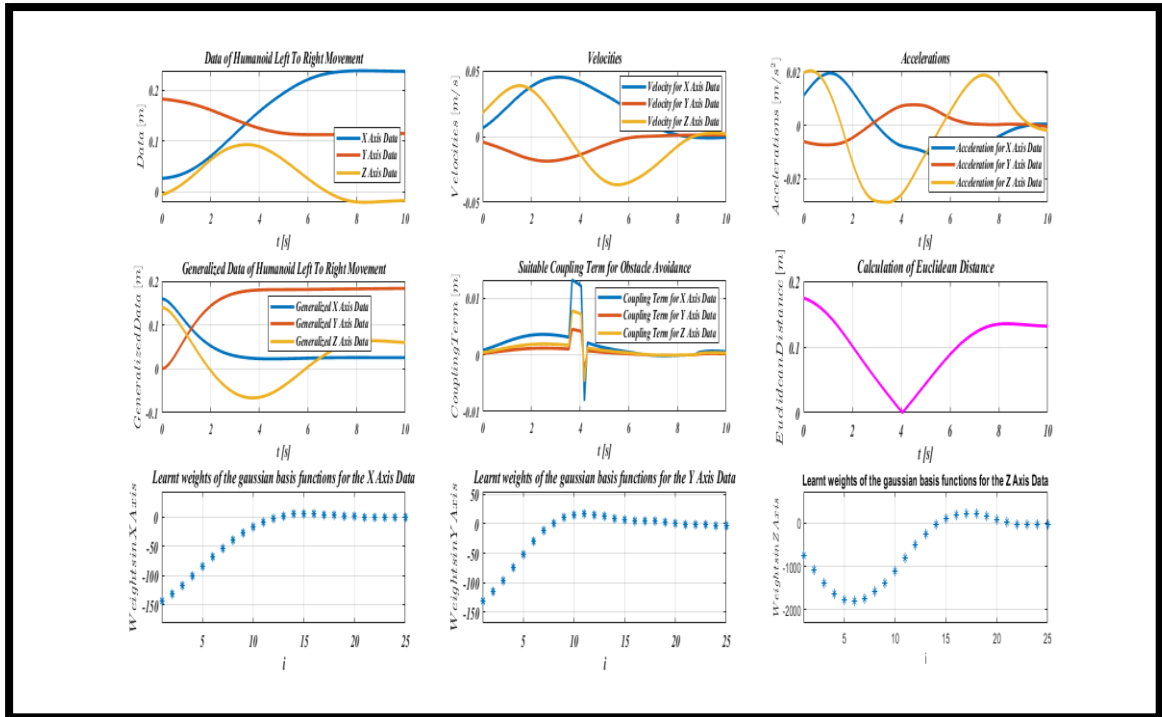 Data of Humanoid Left To Right Movement
Data [m]
0.2
0.1
0
X Axis Data
Y Axis Data
Z Axis Data
0 2 4 6 8 10
t [s]
Velocities
Velocities [m/s]
0.05
0
-0.05
Velocity for X Axis Data
Velocity for Y Axis Data
Velocity for Z Axis Data
0 2 4 6 8 10
t [s]
Accelerations
Accelerations [m/s²]
0.02
0
-0.02
Acceleration for X Axis Data
Acceleration for Y Axis Data
Acceleration for Z Axis Data
0 2 4 6 8 10
t [s]
Generalized Data of Humanoid Left To Right Movement
GeneralizedData [m]
0.2
0.1
0
-0.1
Generalized X Axis Data
Generalized Y Axis Data
Generalized Z Axis Data
0 2 4 6 8 10
t [s]
Suitable Coupling Term for Obstacle Avoidance
CouplingTerm [m]
0.01
0
-0.01
Coupling Term for X Axis Data
Coupling Term for Y Axis Data
Coupling Term for Z Axis Data
0 2 4 6 8 10
t [s]
Calculation of Euclidean Distance
EuclideanDistance [m]
0.2
0.1
0
0 2 4 6 8 10
t [s]
Learnt weights of the gaussian basis functions for the X Axis Data
WeightsinXAxis
0
-50
-100
-150
5 10 15 20 25
i
Learnt weights of the gaussian basis functions for the Y Axis Data
WeightsinYAxis
50
0
-50
-100
-150
5 10 15 20 25
i
Learnt weights of the gaussian basis functions for the Z Axis Data
WeightsinZAxis
0
-1000
-2000
5 10 15 20 25
i